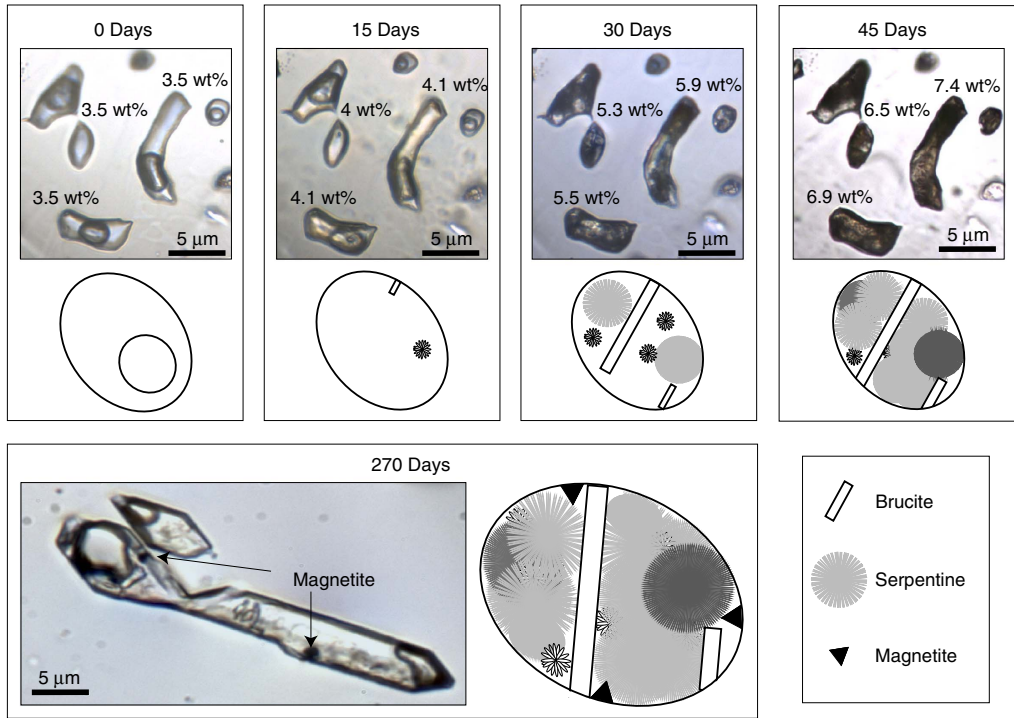 0 Days
3.5 wt%
3.5 wt%
3.5 wt%
5 μm
15 Days
4.1 wt%
4 wt%
4.1 wt%
5 μm
30 Days
5.9 wt%
5.3 wt%
5.5 wt%
5 μm
45 Days
7.4 wt%
6.5 wt%
6.9 wt%
5 μm
270 Days
Magnetite
5 μm
Brucite
Serpentine
Magnetite